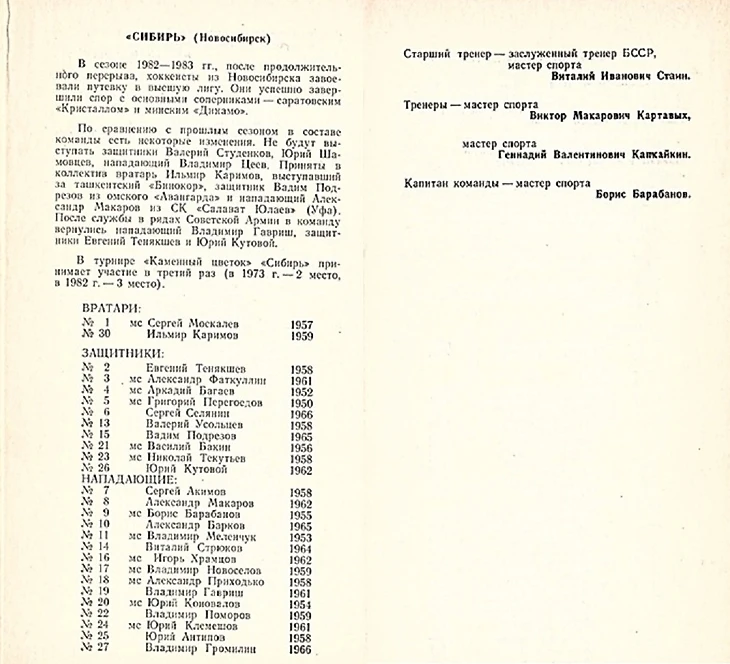 «СИБИРЬ» (Новосибирск)
В сезоне 1982—1983 гг., после продолжитель-
ного перерыва, хоккеисты из Новосибирска завое-
вали путевку в высшую лигу. Они успешно завер-
шили спор с основными соперниками — саратовским
«Кристаллом» и минским «Динамо».
По сравнению с прошлым сезоном в составе
команды есть некоторые изменения. Не будут вы-
ступать защитники Валерий Студенков, Юрий Ша-
мовцев, нападающий Владимир Цеев. Приняты в
коллектив вратарь Ильмир Каримов, выступавший
за ташкентский «Бинокор», защитник Вадим Под-
резов из омского «Авангарда» и нападающий Алек-
сандр Макаров из СК «Салават Юлаев» (Уфа).
После службы в рядах Советской Армии в команду
вернулись нападающий Владимир Гавриш, защит-
ники Евгений Тенякшев и Юрий Кутовой.
В турнире «Каменный цветок» «Сибирь» при-
нимает участие в третий раз (в 1973 г. — 2 место,
в 1982 г. — 3 место).
ВРАТАРИ:
№ 1 мс Сергей Москалев 1957
№ 30 Ильмир Каримов 1959
ЗАЩИТНИКИ:
№ 2 Евгений Тенякшев 1958
№ 3 мс Александр Фаткуллин 1961
№ 4 мс Аркадий Багаев 1952
№ 5 мс Григорий Перегоедов 1950
№ 6 Сергей Селянин 1966
№ 13 Валерий Усольцев 1958
№ 15 Вадим Подрезов 1965
№ 21 мс Василий Бакин 1956
№ 23 мс Николай Текутьев 1958
№ 26 Юрий Кутовой 1962
НАПАДАЮЩИЕ:
№ 7 Сергей Акимов 1958
№ 8 Александр Макаров 1962
№ 9 мс Борис Барабанов 1955
№ 10 Александр Барков 1965
№ 11 мс Владимир Меленчук 1953
№ 14 Виталий Стрюков 1964
№ 16 мс Игорь Храмцов 1962
№ 17 мс Владимир Новоселов 1959
№ 18 мс Александр Приходько 1958
№ 19 Владимир Гавриш 1961
№ 20 мс Юрий Коновалов 1954
№ 22 Владимир Поморов 1959
№ 24 мс Юрий Клемешов 1961
№ 25 Юрий Антипов 1958
№ 27 Владимир Громилин 1966
Старший тренер — заслуженный тренер БССР,
мастер спорта
Виталий Иванович Стаин.
Тренеры — мастер спорта
Виктор Макарович Картавых,
мастер спорта
Геннадий Валентинович Капкайкин.
Капитан команды — мастер спорта
Борис Барабанов.